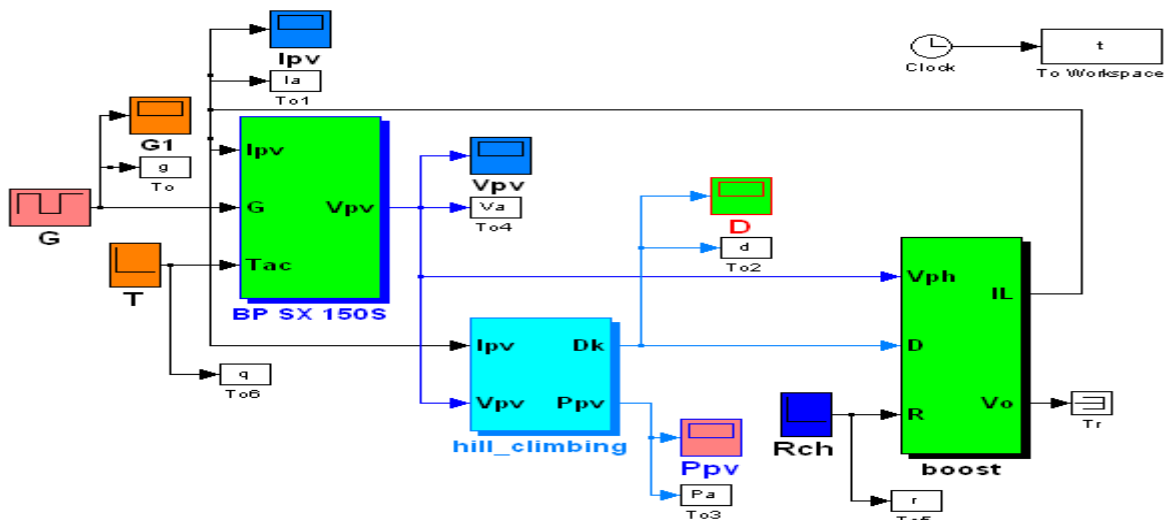 Ipv
Ia
To1
t
Clock
To Workspace
G1
g
To
Ipv
G
Vpv
Tac
BP SX 150S
G
T
q
To6
Vpv
Va
To4
D
d
To2
Ipv
Dk
Vpv
Ppv
hill_climbing
Ppv
Pa
To3
Vph
IL
D
R
Vo
boost
Tr
Rch
r
To5